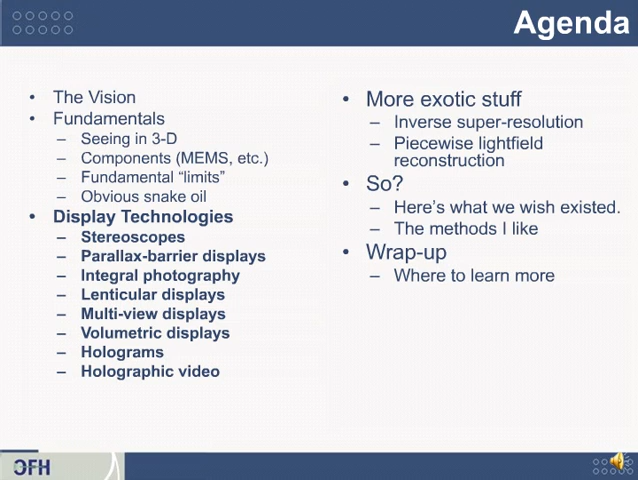 Agenda
• The Vision
• Fundamentals
– Seeing in 3-D
– Components (MEMS, etc.)
– Fundamental “limits”
– Obvious snake oil
• Display Technologies
– Stereoscopes
– Parallax-barrier displays
– Integral photography
– Lenticular displays
– Multi-view displays
– Volumetric displays
– Holograms
– Holographic video
• More exotic stuff
– Inverse super-resolution
– Piecewise lightfield
reconstruction
• So?
– Here’s what we wish existed.
– The methods I like
• Wrap-up
– Where to learn more
OFH